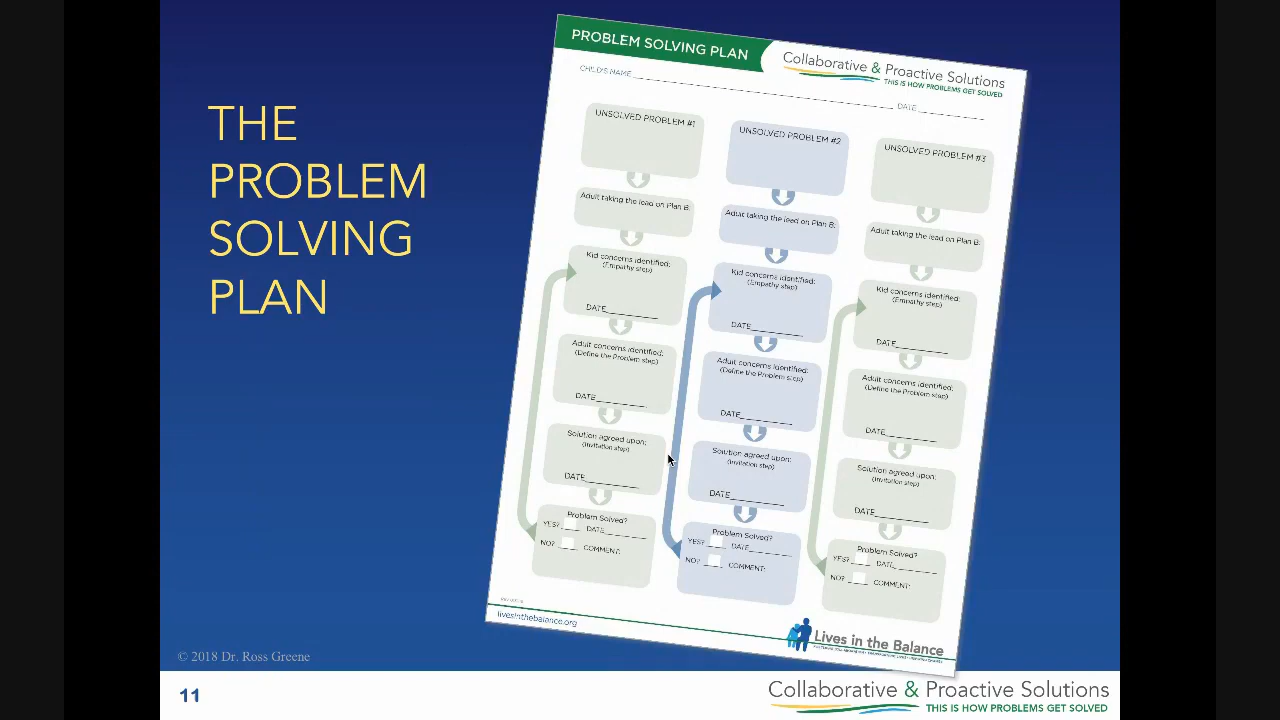 THE
PROBLEM
SOLVING
PLAN
PROBLEM SOLVING PLAN
Collaborative & Proactive Solutions
THIS IS HOW PROBLEMS GET SOLVED
CHILD'S NAME
DATE
UNSOLVED PROBLEM #1
Adult taking the lead on Plan B:
Kid concerns identified:
(Empathy step)
DATE
Adult concerns identified:
(Define the Problem step)
DATE
Solution agreed upon:
(Invitation step)
DATE
Problem Solved?
YES? DATE
NO? COMMENT:
UNSOLVED PROBLEM #2
Adult taking the lead on Plan B:
Kid concerns identified:
(Empathy step)
DATE
Adult concerns identified:
(Define the Problem step)
DATE
Solution agreed upon:
(Invitation step)
DATE
Problem Solved?
YES? DATE
NO? COMMENT:
UNSOLVED PROBLEM #3
Adult taking the lead on Plan B:
Kid concerns identified:
(Empathy step)
DATE
Adult concerns identified:
(Define the Problem step)
DATE
Solution agreed upon:
(Invitation step)
DATE
Problem Solved?
YES? DATE
NO? COMMENT:
livesinthebalance.org
Lives in the Balance
© 2018 Dr. Ross Greene
11
Collaborative & Proactive Solutions
THIS IS HOW PROBLEMS GET SOLVED